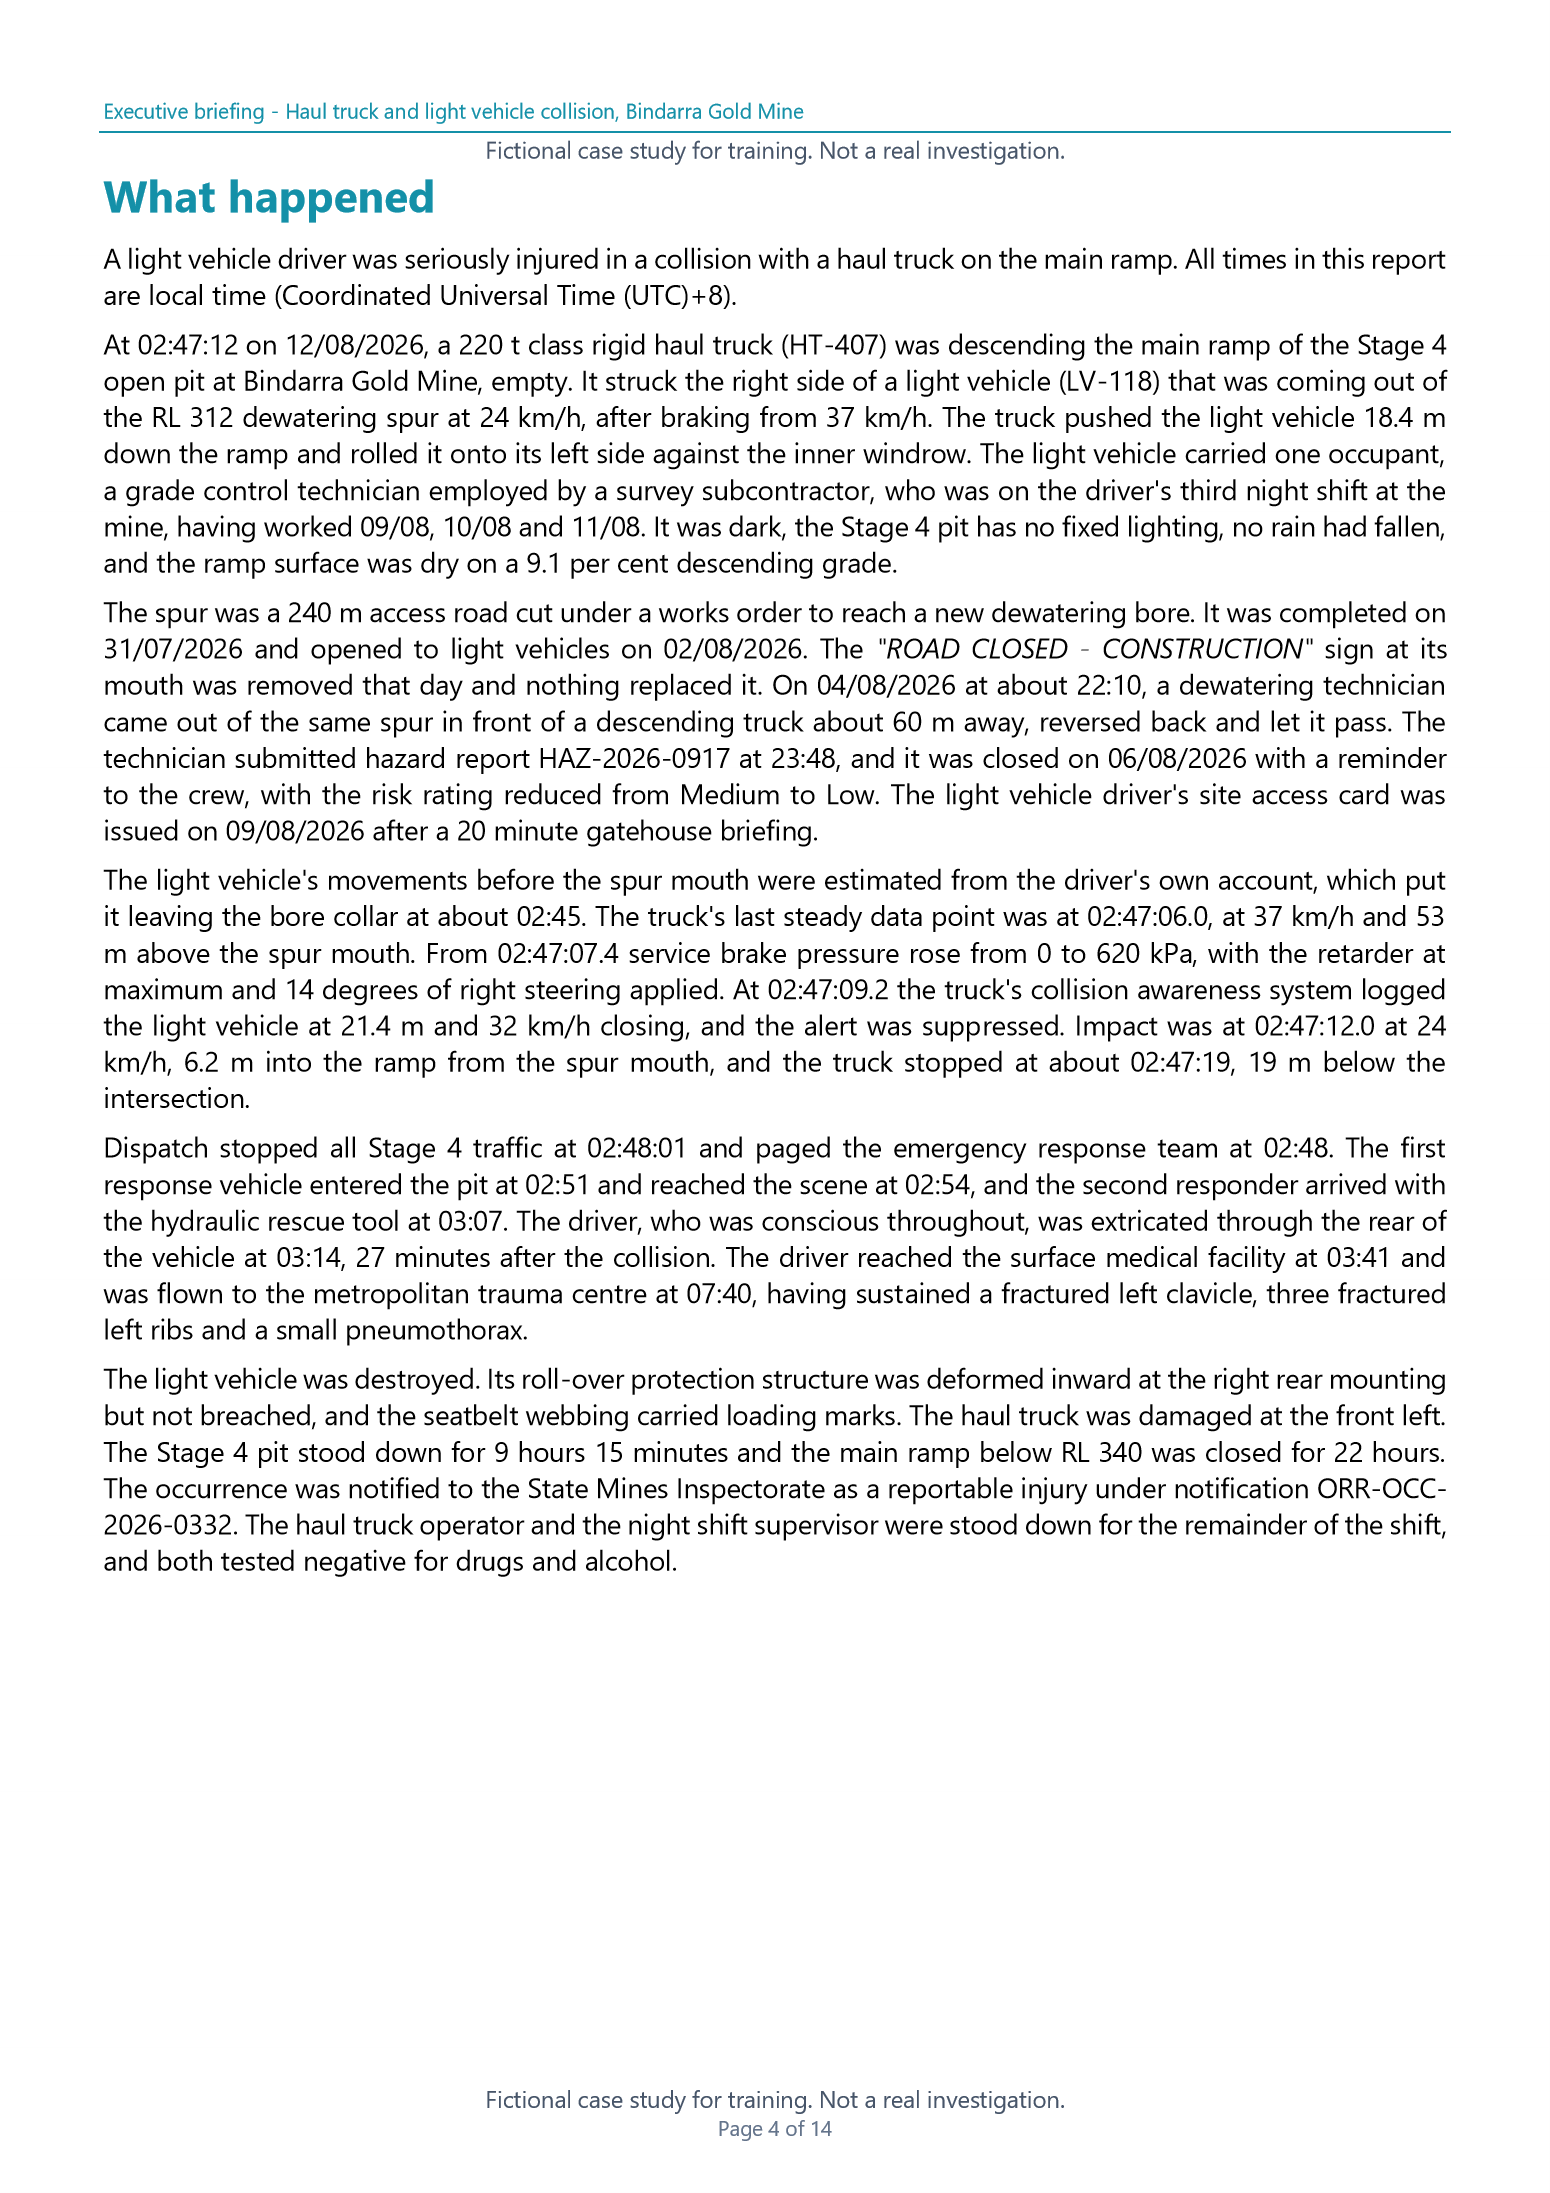 Executive briefing - Haul truck and light vehicle collision, Bindarra Gold Mine
Fictional case study for training. Not a real investigation.
What happened
A light vehicle driver was seriously injured in a collision with a haul truck on the main ramp. All times in this report
are local time (Coordinated Universal Time (UTC)+8).
At 02:47:12 on 12/08/2026, a 220 t class rigid haul truck (HT-407) was descending the main ramp of the Stage 4
open pit at Bindarra Gold Mine, empty. It struck the right side of a light vehicle (LV-118) that was coming out of
the RL 312 dewatering spur at 24 km/h, after braking from 37 km/h. The truck pushed the light vehicle 18.4 m
down the ramp and rolled it onto its left side against the inner windrow. The light vehicle carried one occupant,
a grade control technician employed by a survey subcontractor, who was on the driver's third night shift at the
mine, having worked 09/08, 10/08 and 11/08. It was dark, the Stage 4 pit has no fixed lighting, no rain had fallen,
and the ramp surface was dry on a 9.1 per cent descending grade.
The spur was a 240 m access road cut under a works order to reach a new dewatering bore. It was completed on
31/07/2026 and opened to light vehicles on 02/08/2026. The "ROAD CLOSED - CONSTRUCTION" sign at its
mouth was removed that day and nothing replaced it. On 04/08/2026 at about 22:10, a dewatering technician
came out of the same spur in front of a descending truck about 60 m away, reversed back and let it pass. The
technician submitted hazard report HAZ-2026-0917 at 23:48, and it was closed on 06/08/2026 with a reminder
to the crew, with the risk rating reduced from Medium to Low. The light vehicle driver's site access card was
issued on 09/08/2026 after a 20 minute gatehouse briefing.
The light vehicle's movements before the spur mouth were estimated from the driver's own account, which put
it leaving the bore collar at about 02:45. The truck's last steady data point was at 02:47:06.0, at 37 km/h and 53
m above the spur mouth. From 02:47:07.4 service brake pressure rose from 0 to 620 kPa, with the retarder at
maximum and 14 degrees of right steering applied. At 02:47:09.2 the truck's collision awareness system logged
the light vehicle at 21.4 m and 32 km/h closing, and the alert was suppressed. Impact was at 02:47:12.0 at 24
km/h, 6.2 m into the ramp from the spur mouth, and the truck stopped at about 02:47:19, 19 m below the
intersection.
Dispatch stopped all Stage 4 traffic at 02:48:01 and paged the emergency response team at 02:48. The first
response vehicle entered the pit at 02:51 and reached the scene at 02:54, and the second responder arrived with
the hydraulic rescue tool at 03:07. The driver, who was conscious throughout, was extricated through the rear of
the vehicle at 03:14, 27 minutes after the collision. The driver reached the surface medical facility at 03:41 and
was flown to the metropolitan trauma centre at 07:40, having sustained a fractured left clavicle, three fractured
left ribs and a small pneumothorax.
The light vehicle was destroyed. Its roll-over protection structure was deformed inward at the right rear mounting
but not breached, and the seatbelt webbing carried loading marks. The haul truck was damaged at the front left.
The Stage 4 pit stood down for 9 hours 15 minutes and the main ramp below RL 340 was closed for 22 hours.
The occurrence was notified to the State Mines Inspectorate as a reportable injury under notification ORR-OCC-
2026-0332. The haul truck operator and the night shift supervisor were stood down for the remainder of the shift,
and both tested negative for drugs and alcohol.
Fictional case study for training. Not a real investigation.
Page 4 of 14